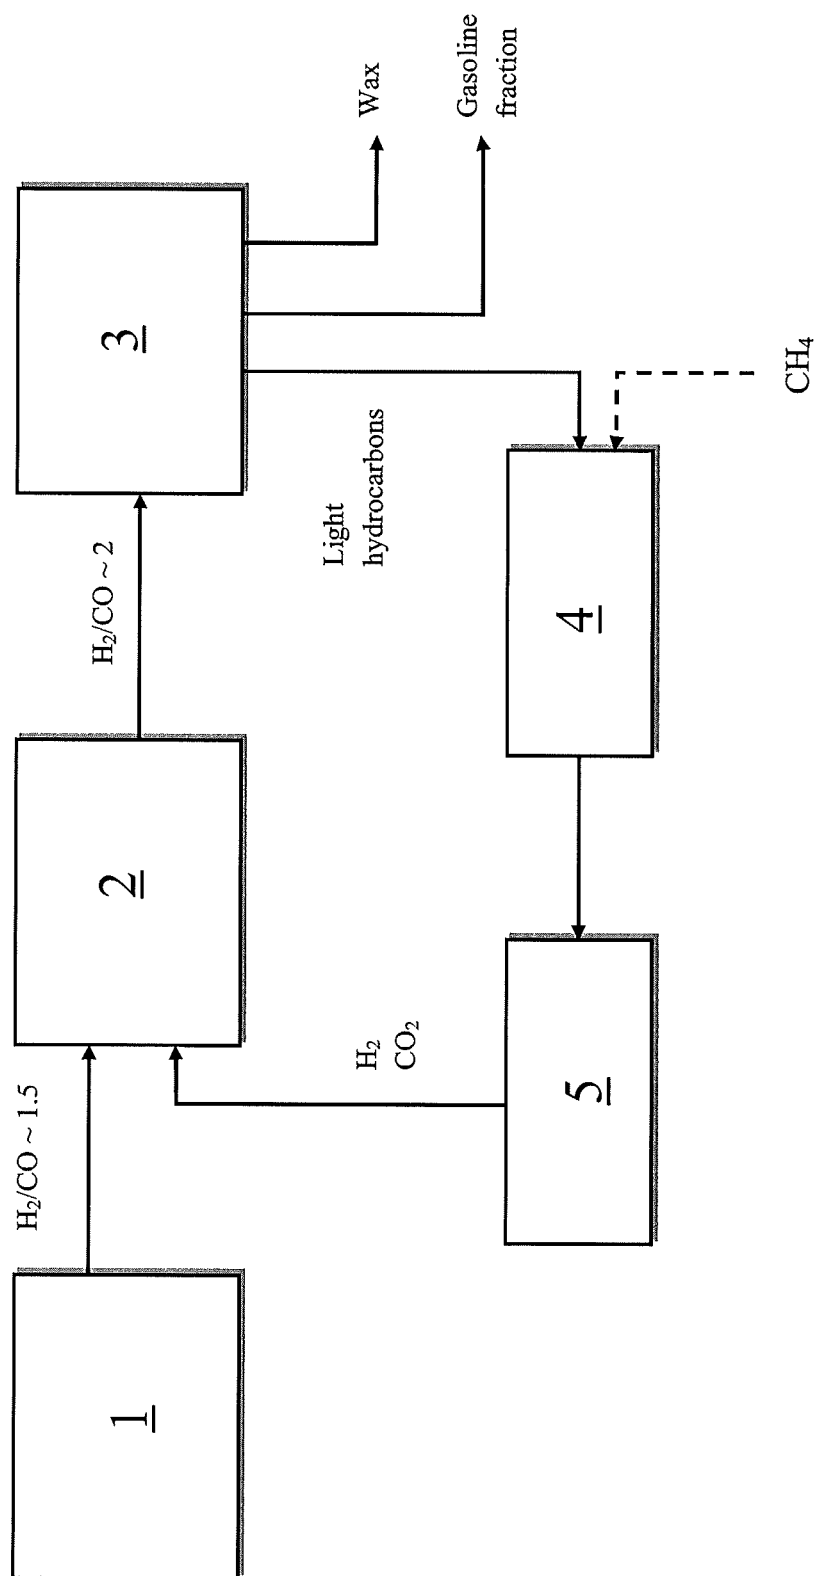 H₂/CO ~ 1.5
H₂/CO ~ 2
1
2
3
Wax
Gasoline
fraction
Light
hydrocarbons
H₂
CO₂
5
4
CH₄